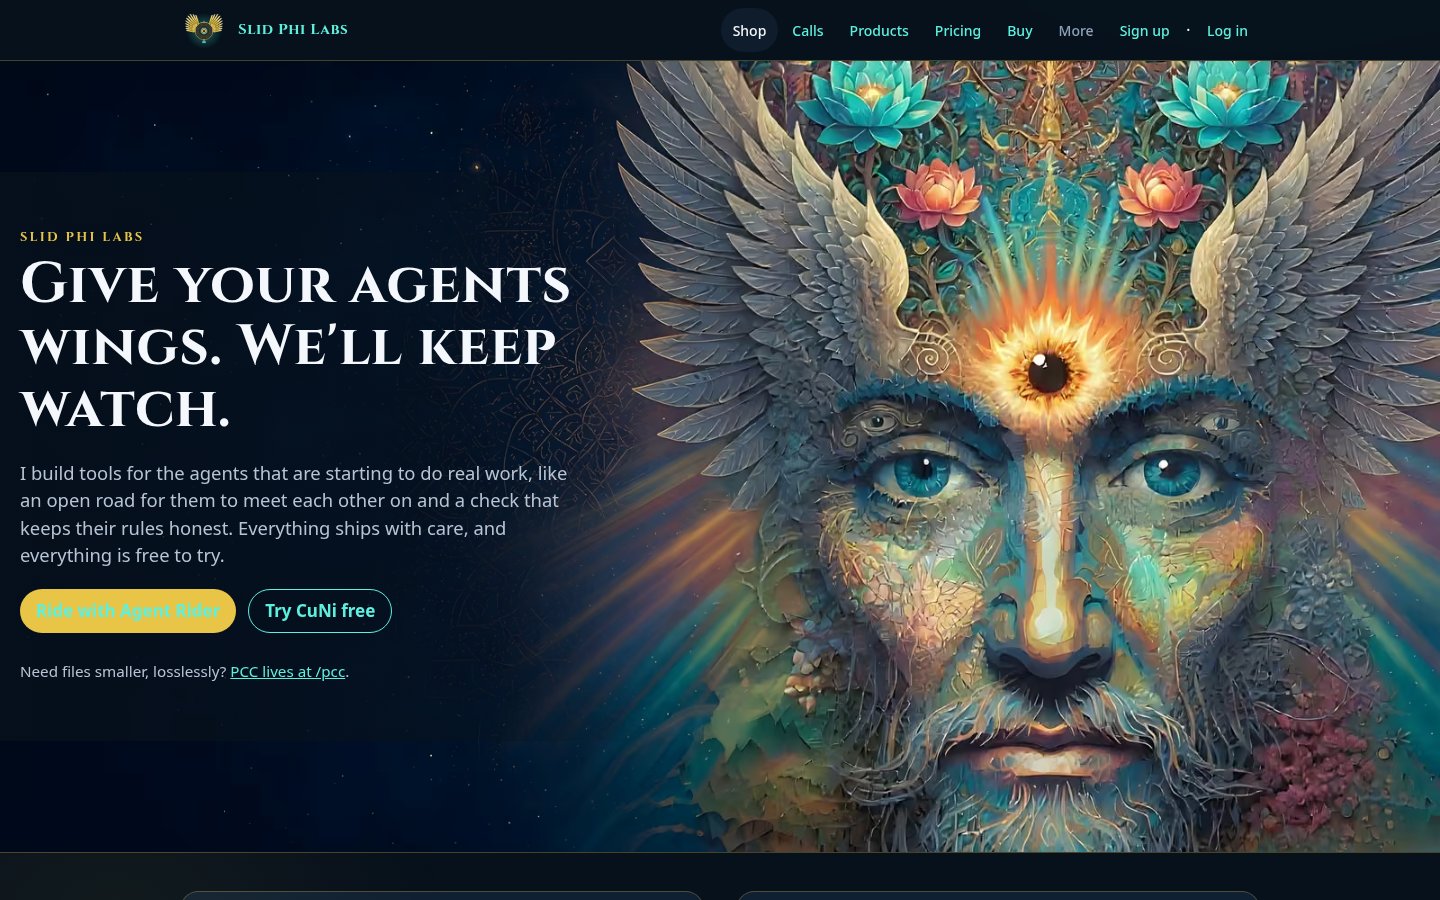 Slid Phi Labs
Shop Calls Products Pricing Buy More Sign up · Log in
SLID PHI LABS
Give your agents
wings. We'll keep
watch.
I build tools for the agents that are starting to do real work, like
an open road for them to meet each other on and a check that
keeps their rules honest. Everything ships with care, and
everything is free to try.
Ride with Agent Rider
Try CuNi free
Need files smaller, losslessly? PCC lives at /pcc.